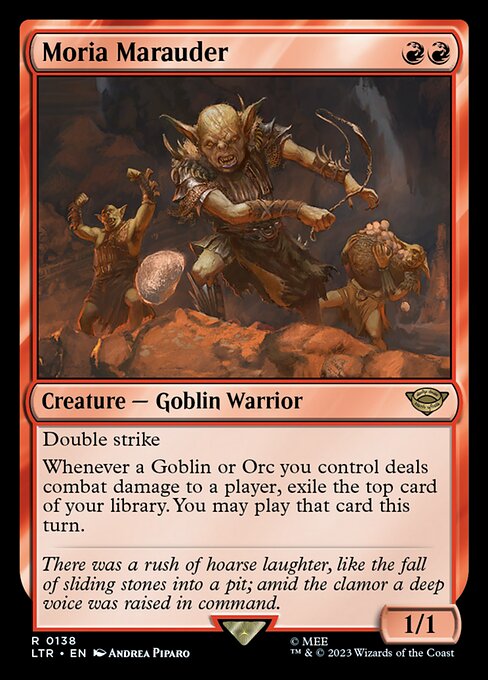 Moria Marauder
Creature — Goblin Warrior
Double strike
Whenever a Goblin or Orc you control deals
combat damage to a player, exile the top card
of your library. You may play that card this
turn.
There was a rush of hoarse laughter, like the fall
of sliding stones into a pit; amid the clamor a deep
voice was raised in command.
1/1
R 0138
LTR • EN Andrea Piparo
© MEE
™ & © 2023 Wizards of the Coast